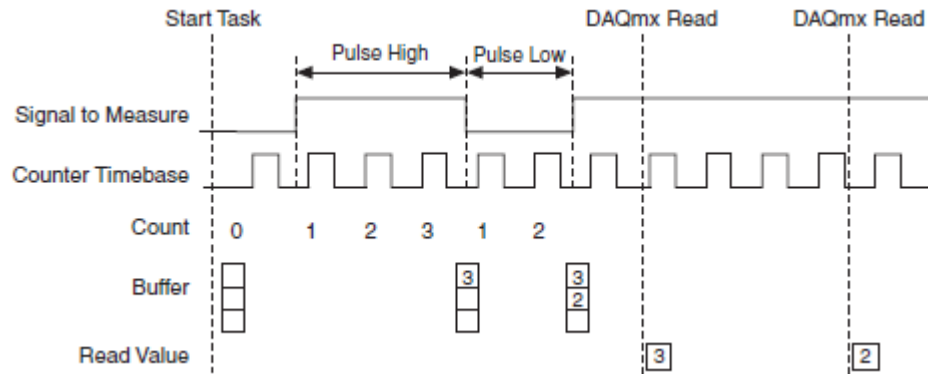 Start Task DAQmx Read DAQmx Read
Pulse High Pulse Low
Signal to Measure
Counter Timebase
Count 0 1 2 3 1 2
Buffer 3 3
2
Read Value 3 2